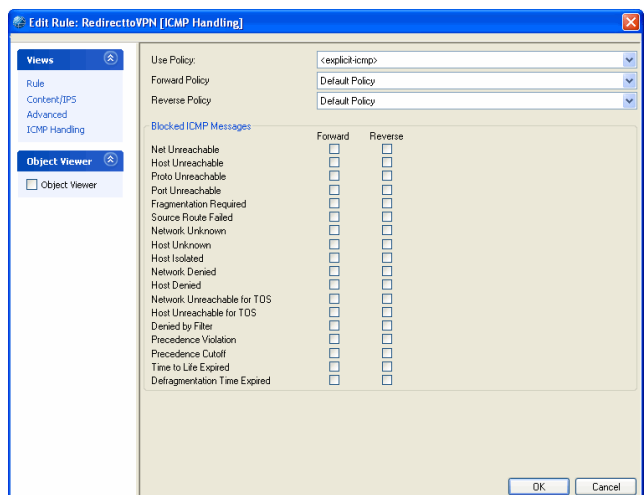 Edit Rule: RedirecttoVPN [ICMP Handling]
Views
Rule
Content/IPS
Advanced
ICMP Handling
Object Viewer
Object Viewer
Use Policy: <explicit-icmp>
Forward Policy Default Policy
Reverse Policy Default Policy
Blocked ICMP Messages
Forward Reverse
Net Unreachable
Host Unreachable
Proto Unreachable
Port Unreachable
Fragmentation Required
Source Route Failed
Network Unknown
Host Unknown
Host Isolated
Network Denied
Host Denied
Network Unreachable for TOS
Host Unreachable for TOS
Denied by Filter
Precedence Violation
Precedence Cutoff
Time to Life Expired
Defragmentation Time Expired
OK Cancel